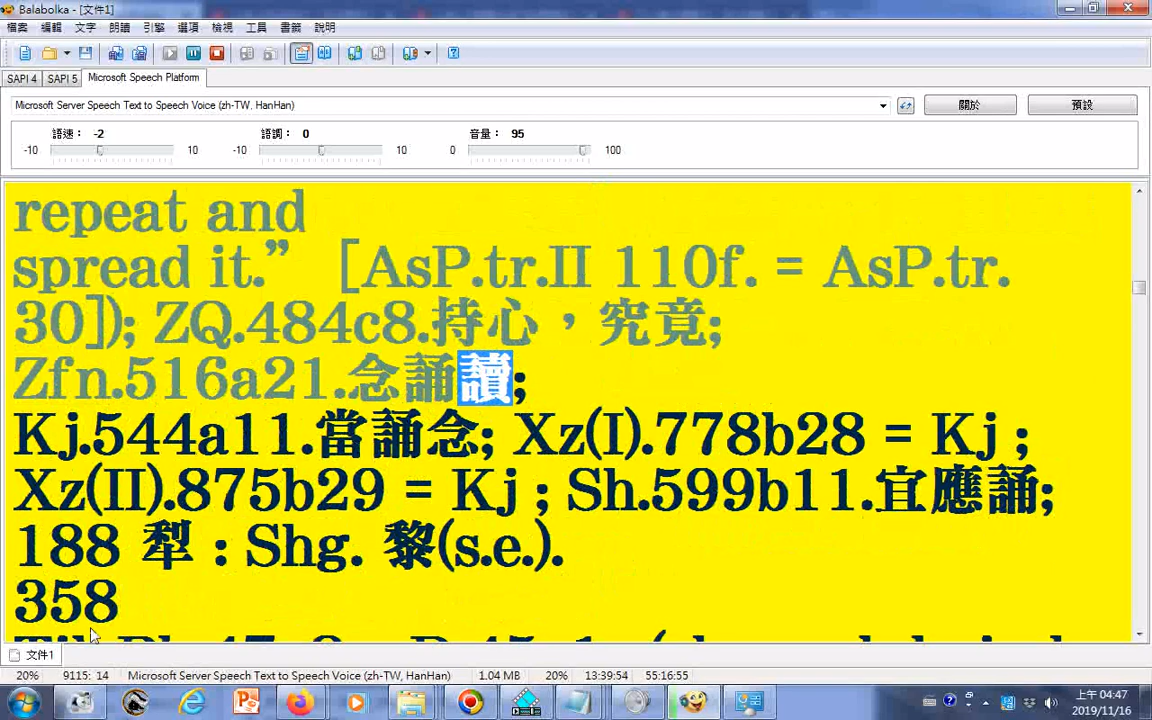 Balabolka - [文件1]
檔案 編輯 文字 朗讀 引擎 選項 檢視 工具 書籤 說明
SAPI 4 SAPI 5 Microsoft Speech Platform
Microsoft Server Speech Text to Speech Voice (zh-TW, HanHan) 關於 預設
語速： -2 語調： 0 音量： 95
-10 10 -10 10 0 100
repeat and
spread it.” [AsP.tr.II 110f. = AsP.tr.
30]); ZQ.484c8.持心，究竟;
Zfn.516a21.念誦讀;
Kj.544a11.當誦念; Xz(I).778b28 = Kj ;
Xz(II).875b29 = Kj ; Sh.599b11.宜應誦;
188 犁 : Shg. 黎(s.e.).
358
文件1
20% 9115: 14 Microsoft Server Speech Text to Speech Voice (zh-TW, HanHan) 1.04 MB 20% 13:39:54 55:16:55
上午 04:47
2019/11/16